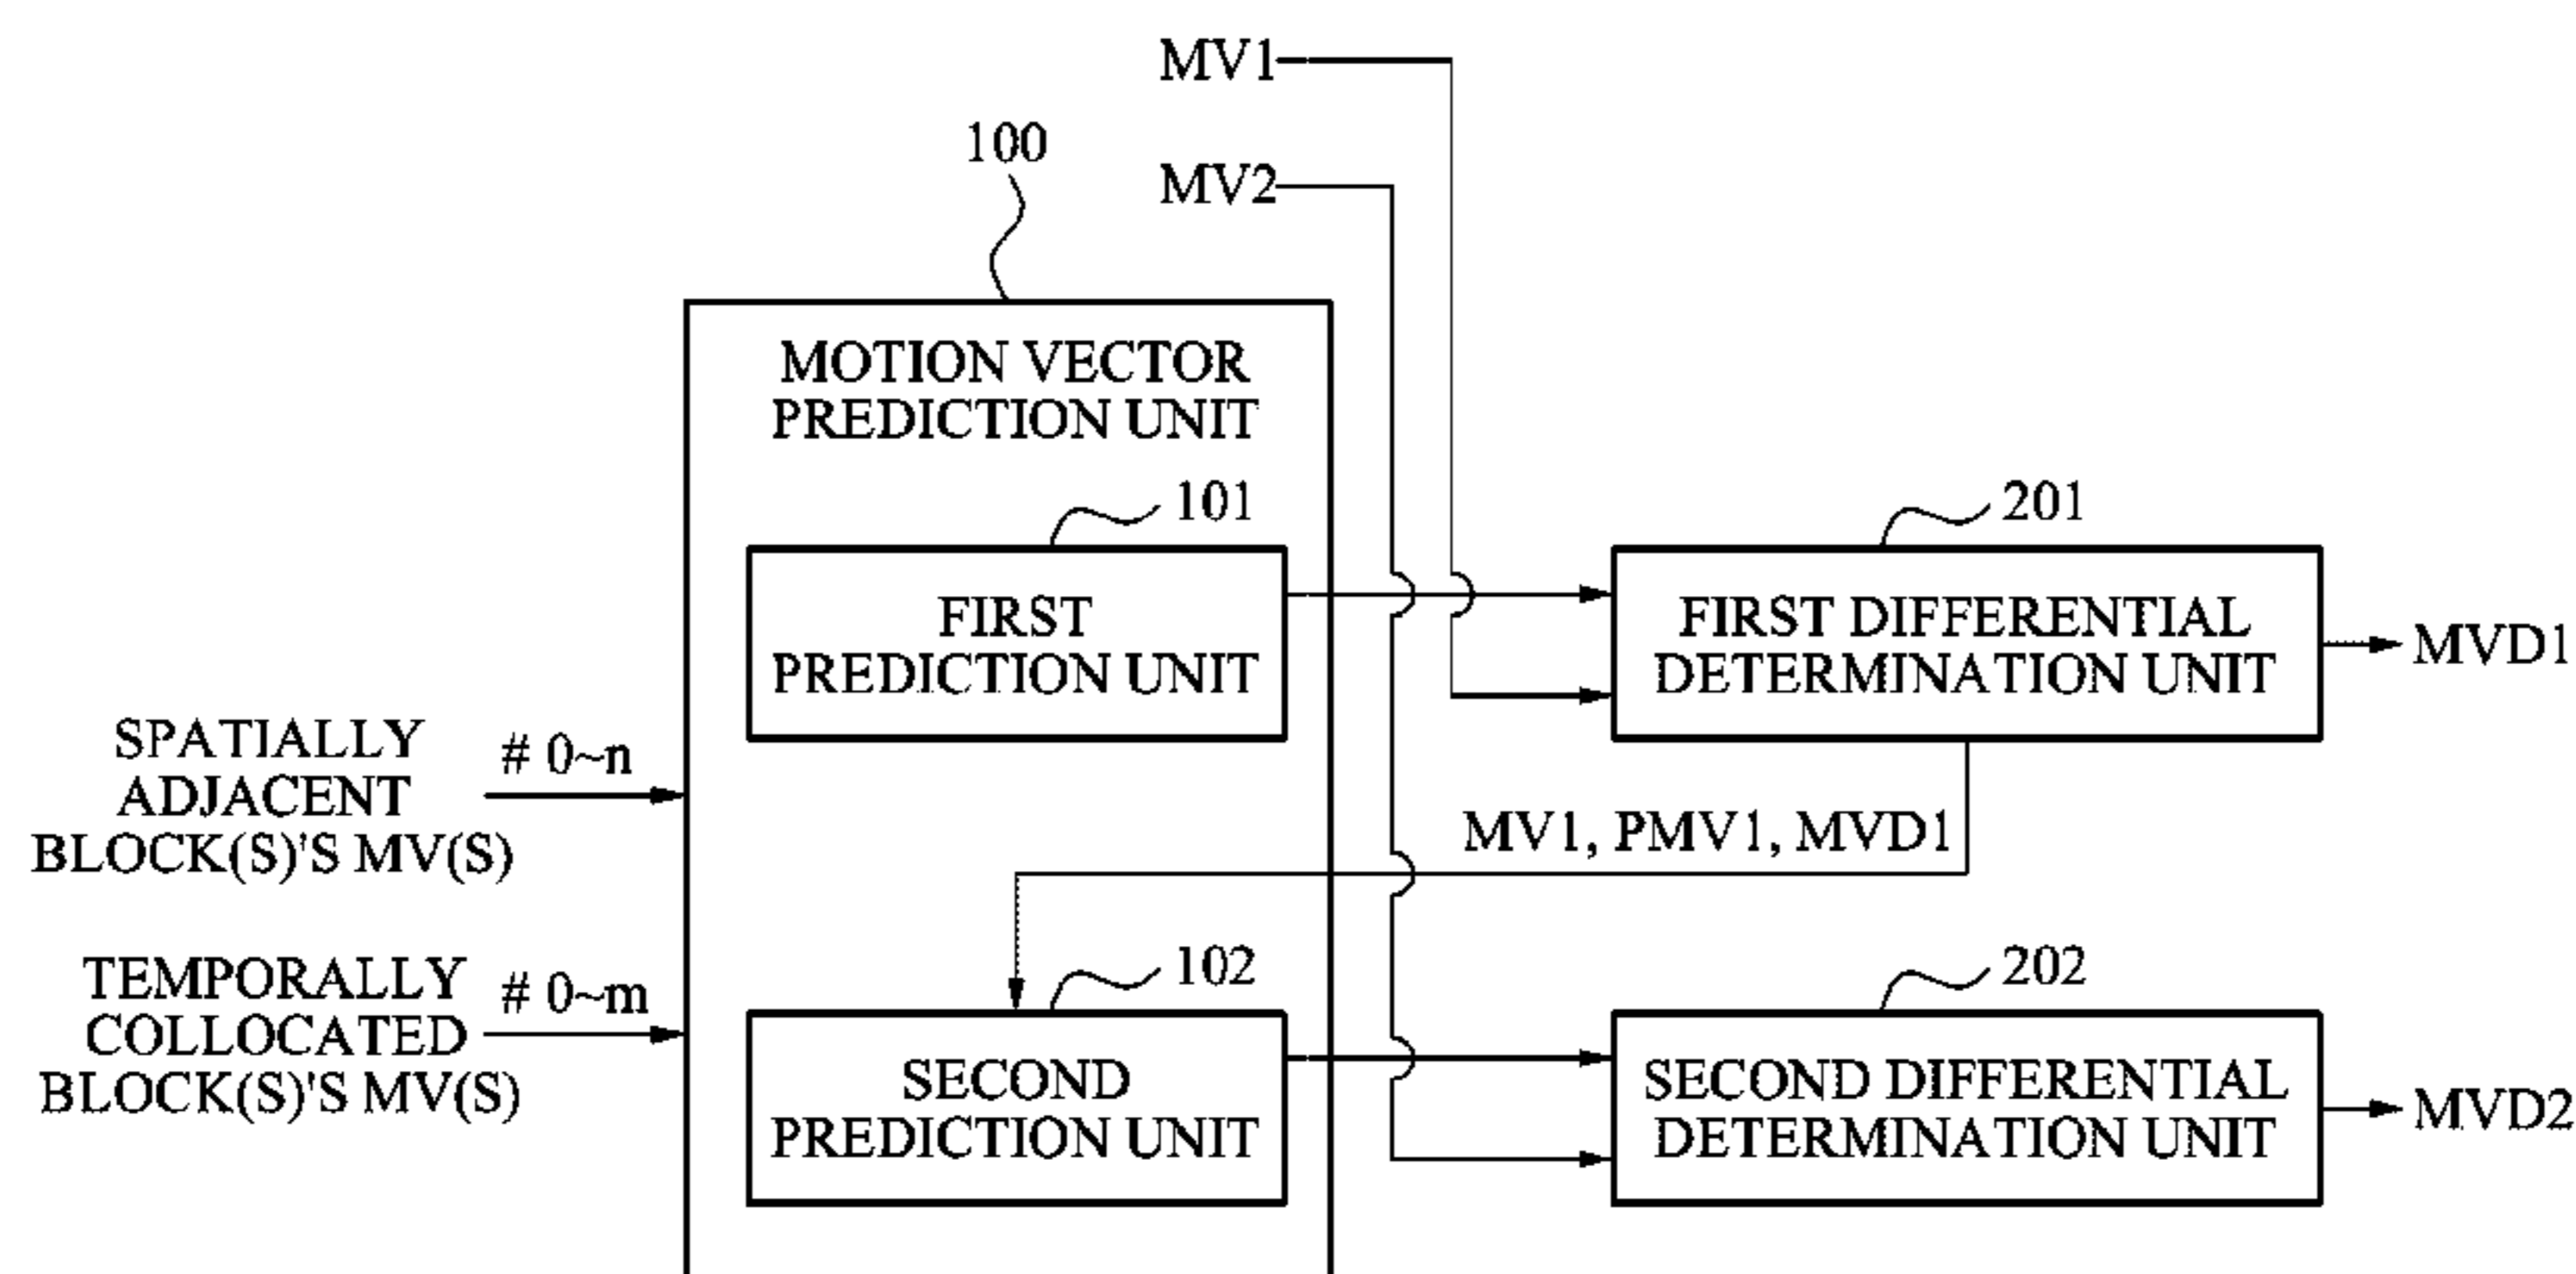 MV1
100
MV2
MOTION VECTOR
PREDICTION UNIT
101
201
FIRST
PREDICTION UNIT
FIRST DIFFERENTIAL
DETERMINATION UNIT
MVD1
SPATIALLY
ADJACENT
BLOCK(S)'S MV(S)
# 0~n
MV1, PMV1, MVD1
TEMPORALLY
COLLOCATED
BLOCK(S)'S MV(S)
# 0~m
102
202
SECOND
PREDICTION UNIT
SECOND DIFFERENTIAL
DETERMINATION UNIT
MVD2